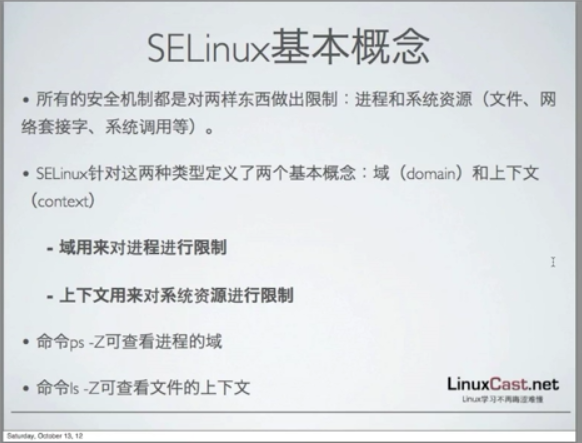 SELinux基本概念
• 所有的安全机制都是对两样东西做出限制：进程和系统资源（文件、网
络套接字、系统调用等）。
• SELinux针对这两种类型定义了两个基本概念：域（domain）和上下文
（context）
- 域用来对进程进行限制
- 上下文用来对系统资源进行限制
• 命令ps -Z可查看进程的域
• 命令ls -Z可查看文件的上下文
LinuxCast.net
Linux学习不再晦涩难懂
Saturday, October 13, 12